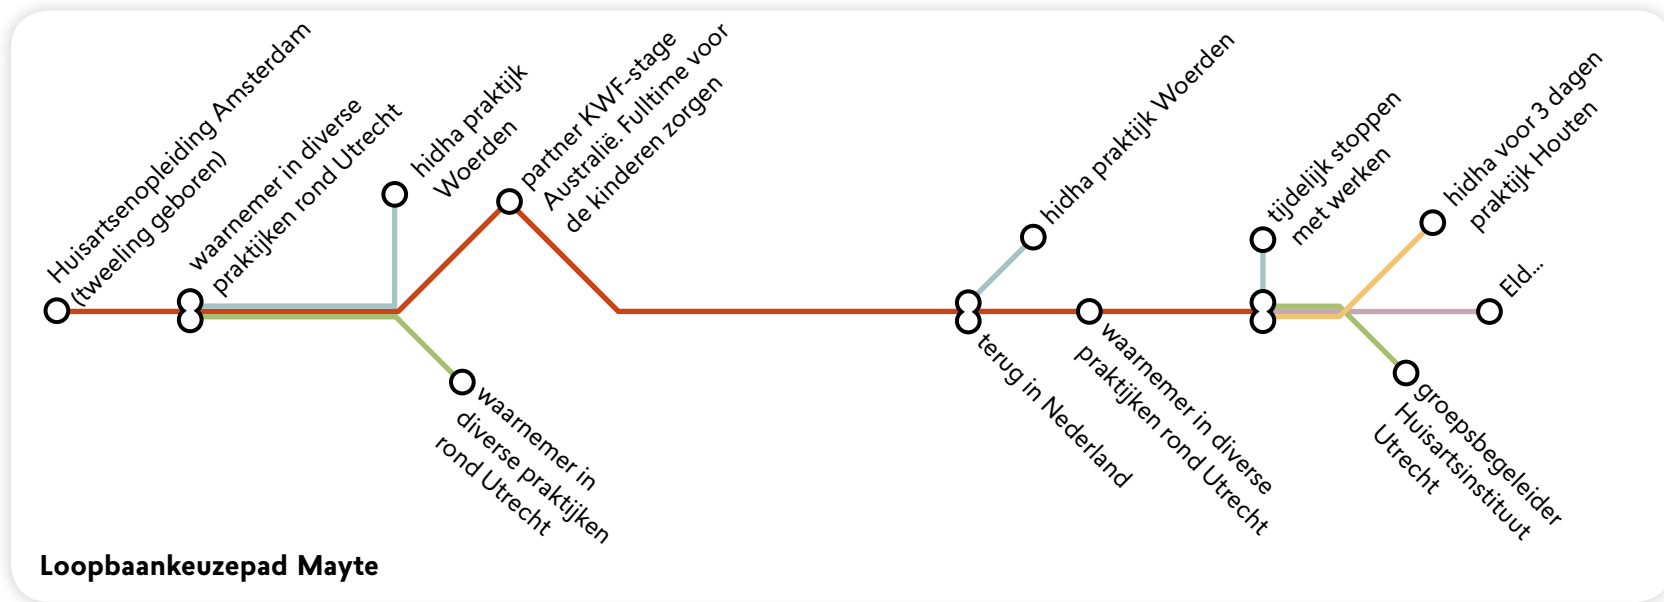 Huisartsenopleiding Amsterdam
(tweeling geboren)
waarnemer in diverse
praktijken rond Utrecht
hidha praktijk
Woerden
partner KWF-stage
Australië. Fulltime voor
de kinderen zorgen
waarnemer in
diverse praktijken
rond Utrecht
hidha praktijk Woerden
terug in Nederland
waarnemer in diverse
praktijken rond Utrecht
tijdelijk stoppen
met werken
hidha voor 3 dagen
praktijk Houten
Eld...
groepsbegeleider
Huisartsinstituut
Utrecht
Loopbaankeuzepad Mayte